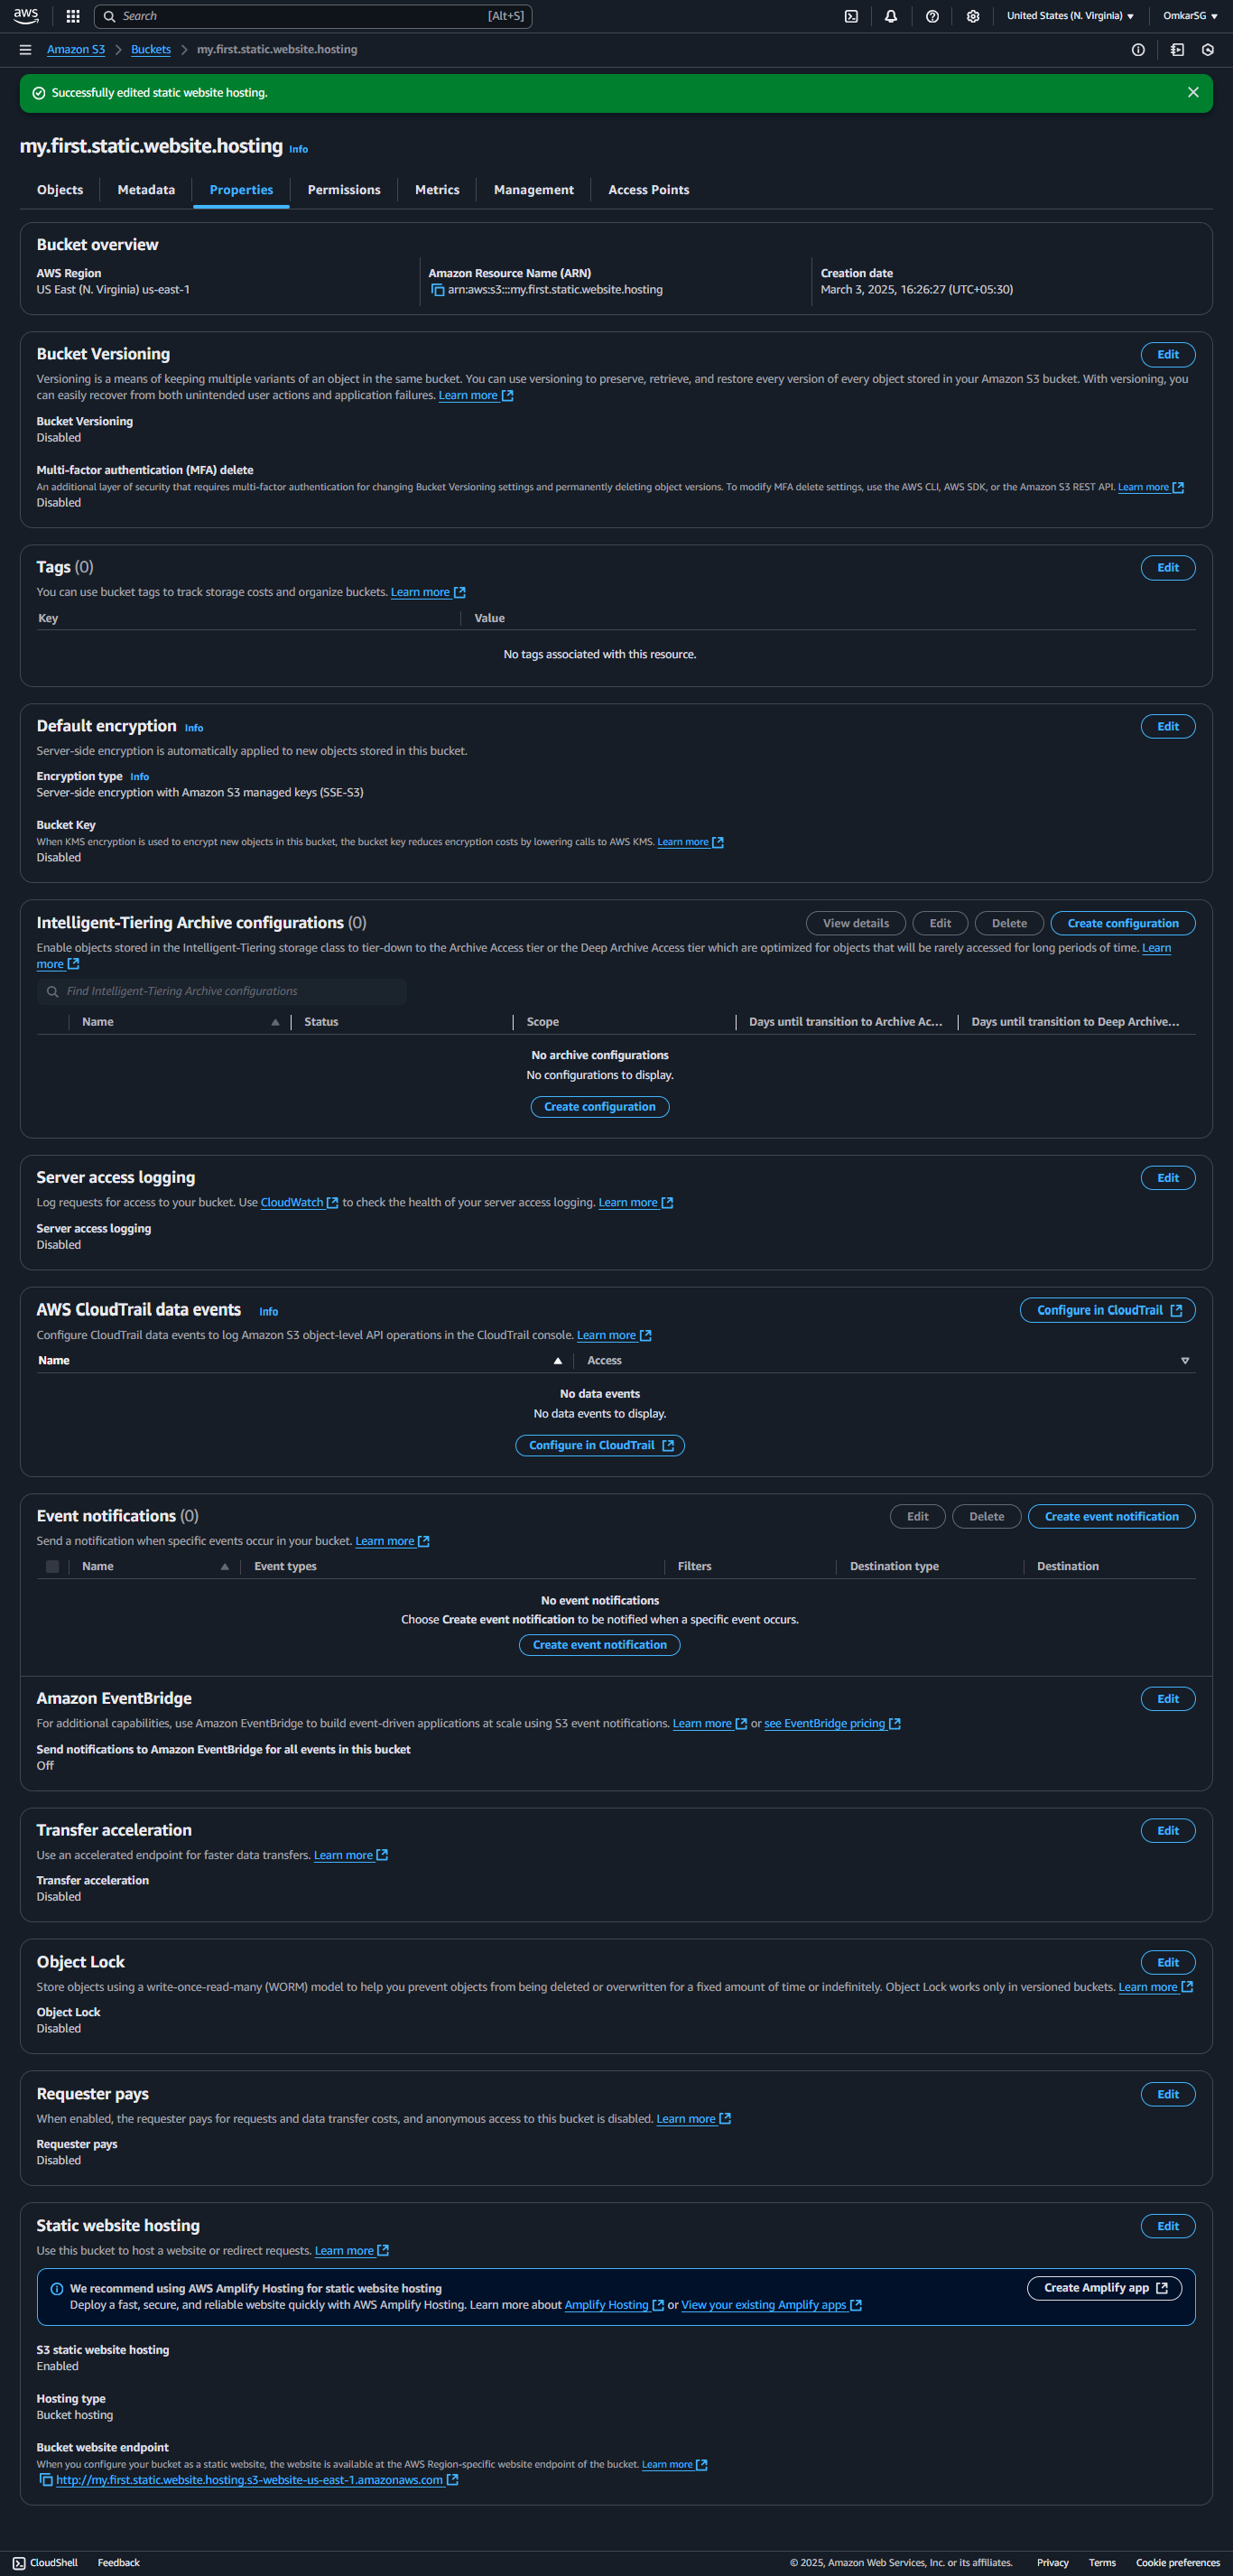 aws
Search [Alt+S]
United States (N. Virginia)
OmkarSG
Amazon S3 > Buckets > my.first.static.website.hosting
Successfully edited static website hosting.
my.first.static.website.hosting Info
Objects
Metadata
Properties
Permissions
Metrics
Management
Access Points
Bucket overview
AWS Region
US East (N. Virginia) us-east-1
Amazon Resource Name (ARN)
arn:aws:s3:::my.first.static.website.hosting
Creation date
March 3, 2025, 16:26:27 (UTC+05:30)
Bucket Versioning
Edit
Versioning is a means of keeping multiple variants of an object in the same bucket. You can use versioning to preserve, retrieve, and restore every version of every object stored in your Amazon S3 bucket. With versioning, you
can easily recover from both unintended user actions and application failures. Learn more
Bucket Versioning
Disabled
Multi-factor authentication (MFA) delete
An additional layer of security that requires multi-factor authentication for changing Bucket Versioning settings and permanently deleting object versions. To modify MFA delete settings, use the AWS CLI, AWS SDK, or the Amazon S3 REST API. Learn more
Disabled
Tags (0)
Edit
You can use bucket tags to track storage costs and organize buckets. Learn more
Key Value
No tags associated with this resource.
Default encryption Info
Edit
Server-side encryption is automatically applied to new objects stored in this bucket.
Encryption type Info
Server-side encryption with Amazon S3 managed keys (SSE-S3)
Bucket Key
When KMS encryption is used to encrypt new objects in this bucket, the bucket key reduces encryption costs by lowering calls to AWS KMS. Learn more
Disabled
Intelligent-Tiering Archive configurations (0)
View details
Edit
Delete
Create configuration
Enable objects stored in the Intelligent-Tiering storage class to tier-down to the Archive Access tier or the Deep Archive Access tier which are optimized for objects that will be rarely accessed for long periods of time. Learn
more
Find Intelligent-Tiering Archive configurations
Name Status Scope Days until transition to Archive Ac... Days until transition to Deep Archive...
No archive configurations
No configurations to display.
Create configuration
Server access logging
Edit
Log requests for access to your bucket. Use CloudWatch to check the health of your server access logging. Learn more
Server access logging
Disabled
AWS CloudTrail data events Info
Configure in CloudTrail
Configure CloudTrail data events to log Amazon S3 object-level API operations in the CloudTrail console. Learn more
Name Access
No data events
No data events to display.
Configure in CloudTrail
Event notifications (0)
Edit
Delete
Create event notification
Send a notification when specific events occur in your bucket. Learn more
Name Event types Filters Destination type Destination
No event notifications
Choose Create event notification to be notified when a specific event occurs.
Create event notification
Amazon EventBridge
Edit
For additional capabilities, use Amazon EventBridge to build event-driven applications at scale using S3 event notifications. Learn more or see EventBridge pricing
Send notifications to Amazon EventBridge for all events in this bucket
Off
Transfer acceleration
Edit
Use an accelerated endpoint for faster data transfers. Learn more
Transfer acceleration
Disabled
Object Lock
Edit
Store objects using a write-once-read-many (WORM) model to help you prevent objects from being deleted or overwritten for a fixed amount of time or indefinitely. Object Lock works only in versioned buckets. Learn more
Object Lock
Disabled
Requester pays
Edit
When enabled, the requester pays for requests and data transfer costs, and anonymous access to this bucket is disabled. Learn more
Requester pays
Disabled
Static website hosting
Edit
Use this bucket to host a website or redirect requests. Learn more
We recommend using AWS Amplify Hosting for static website hosting
Create Amplify app
Deploy a fast, secure, and reliable website quickly with AWS Amplify Hosting. Learn more about Amplify Hosting or View your existing Amplify apps
S3 static website hosting
Enabled
Hosting type
Bucket hosting
Bucket website endpoint
When you configure your bucket as a static website, the website is available at the AWS Region-specific website endpoint of the bucket. Learn more
http://my.first.static.website.hosting.s3-website-us-east-1.amazonaws.com
CloudShell Feedback © 2025, Amazon Web Services, Inc. or its affiliates. Privacy Terms Cookie preferences